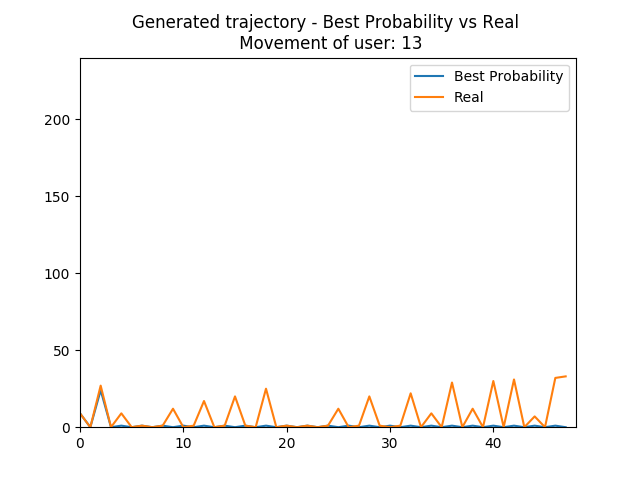 Generated trajectory - Best Probability vs Real
Movement of user: 13
Best Probability
Real
200
150
100
50
0
0 10 20 30 40